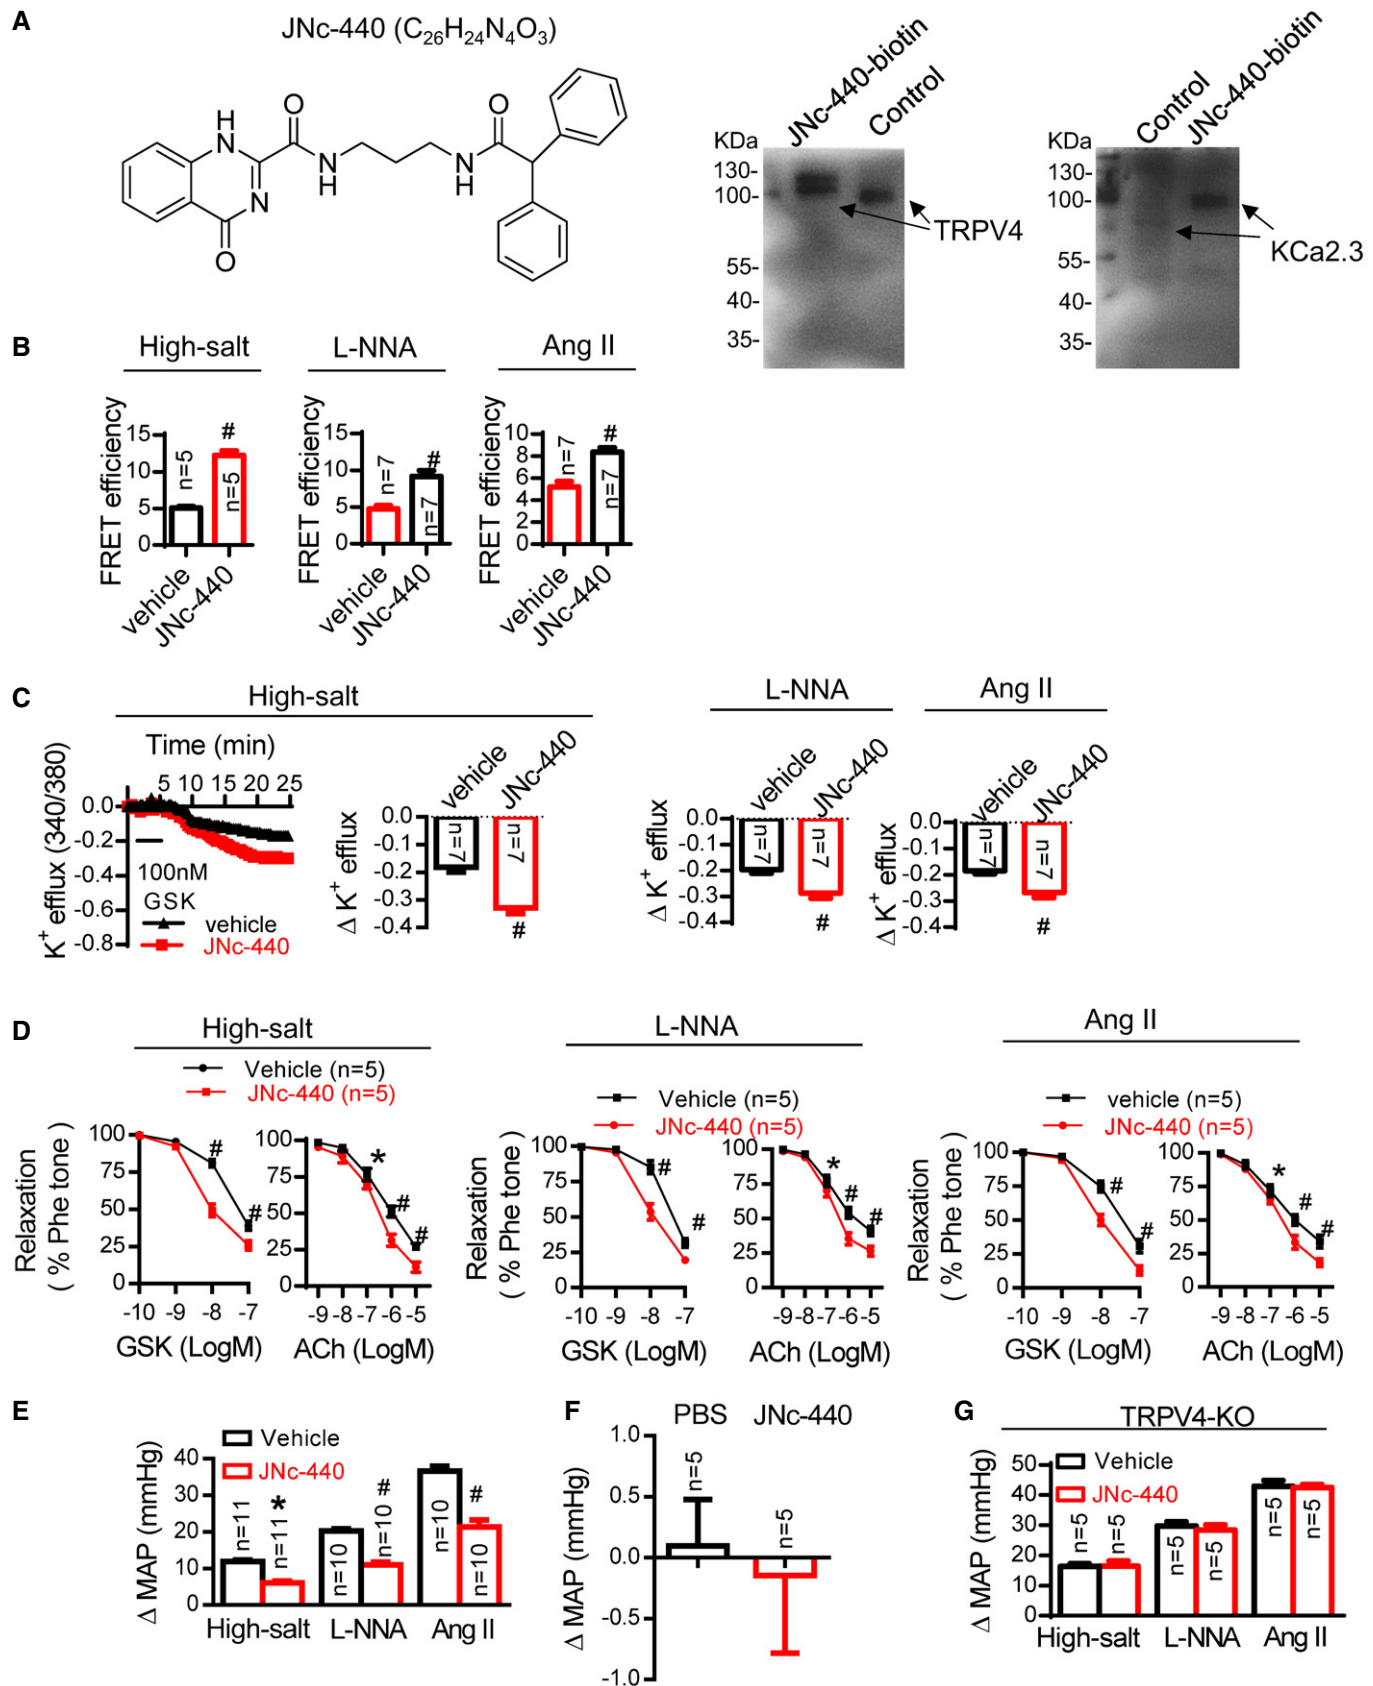 A
JNc-440 (C26H24N4O3)
H
N
O
N
H
N
H
O
N
O
JNc-440-biotin
Control
KDa
130-
100-
55-
40-
35-
TRPV4
Control
JNc-440-biotin
KDa
130-
100-
55-
40-
35-
KCa2.3
B
High-salt
FRET efficiency
15
10
5
0
n=5
#
n=5
vehicle
JNc-440
L-NNA
FRET efficiency
15
10
5
0
n=7
#
n=7
vehicle
JNc-440
Ang II
FRET efficiency
10
8
6
4
2
0
n=7
#
n=7
vehicle
JNc-440
C
High-salt
Time (min)
5 10 15 20 25
K+ efflux (340/380)
0.0
-0.2
-0.4
-0.6
-0.8
100nM
GSK
vehicle
JNc-440
vehicle
JNc-440
Δ K+ efflux
0.0
-0.1
-0.2
-0.3
-0.4
n=7
n=7
#
L-NNA
vehicle
JNc-440
Δ K+ efflux
0.0
-0.1
-0.2
-0.3
-0.4
n=7
n=7
#
Ang II
vehicle
JNc-440
Δ K+ efflux
0.0
-0.1
-0.2
-0.3
-0.4
n=7
n=7
#
D
High-salt
Vehicle (n=5)
JNc-440 (n=5)
Relaxation
( % Phe tone )
100
75
50
25
0
#
#
-10 -9 -8 -7
GSK (LogM)
100
75
50
25
0
*
#
#
-9 -8 -7 -6 -5
ACh (LogM)
L-NNA
Vehicle (n=5)
JNc-440 (n=5)
Relaxation
( % Phe tone )
100
75
50
25
0
#
#
-10 -9 -8 -7
GSK (LogM)
100
75
50
25
0
*
#
#
-9 -8 -7 -6 -5
ACh (LogM)
Ang II
vehicle (n=5)
JNc-440 (n=5)
Relaxation
( % Phe tone )
100
75
50
25
0
#
#
-10 -9 -8 -7
GSK (LogM)
100
75
50
25
0
*
#
#
-9 -8 -7 -6 -5
ACh (LogM)
E
Vehicle
JNc-440
Δ MAP (mmHg)
40
30
20
10
0
n=11
n=11
*
n=10
n=10
#
n=10
n=10
#
High-salt L-NNA Ang II
F
PBS JNc-440
Δ MAP (mmHg)
1.0
0.5
0.0
-0.5
-1.0
n=5
n=5
G
TRPV4-KO
Vehicle
JNc-440
Δ MAP (mmHg)
50
40
30
20
10
0
n=5
n=5
n=5
n=5
n=5
n=5
High-salt L-NNA Ang II